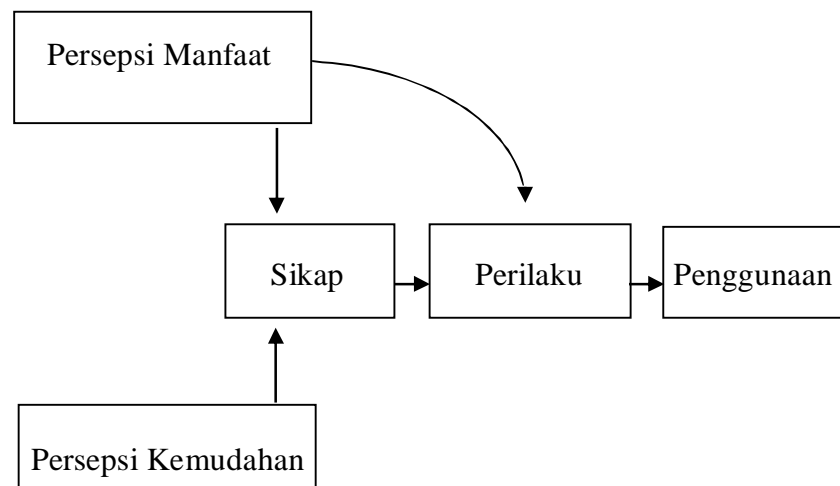 Persepsi Manfaat
Sikap
Perilaku
Penggunaan
Persepsi Kemudahan